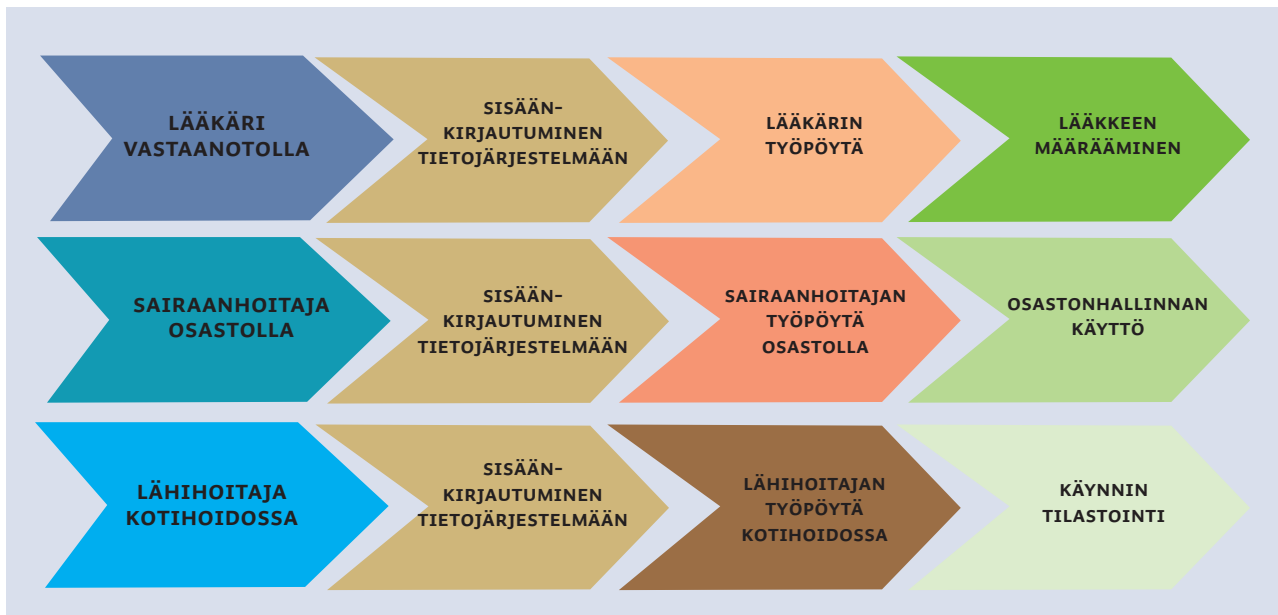 LÄÄKÄRI
VASTAANOTOLLA
SISÄÄN-
KIRJAUTUMINEN
TIETOJÄRJESTELMÄÄN
LÄÄKÄRIN
TYÖPÖYTÄ
LÄÄKKEEN
MÄÄRÄÄMINEN
SAIRAANHOITAJA
OSASTOLLA
SISÄÄN-
KIRJAUTUMINEN
TIETOJÄRJESTELMÄÄN
SAIRAANHOITAJAN
TYÖPÖYTÄ
OSASTOLLA
OSASTONHALLINNAN
KÄYTTÖ
LÄHIHOITAJA
KOTIHOIDOSSA
SISÄÄN-
KIRJAUTUMINEN
TIETOJÄRJESTELMÄÄN
LÄHIHOITAJAN
TYÖPÖYTÄ
KOTIHOIDOSSA
KÄYNNIN
TILASTOINTI